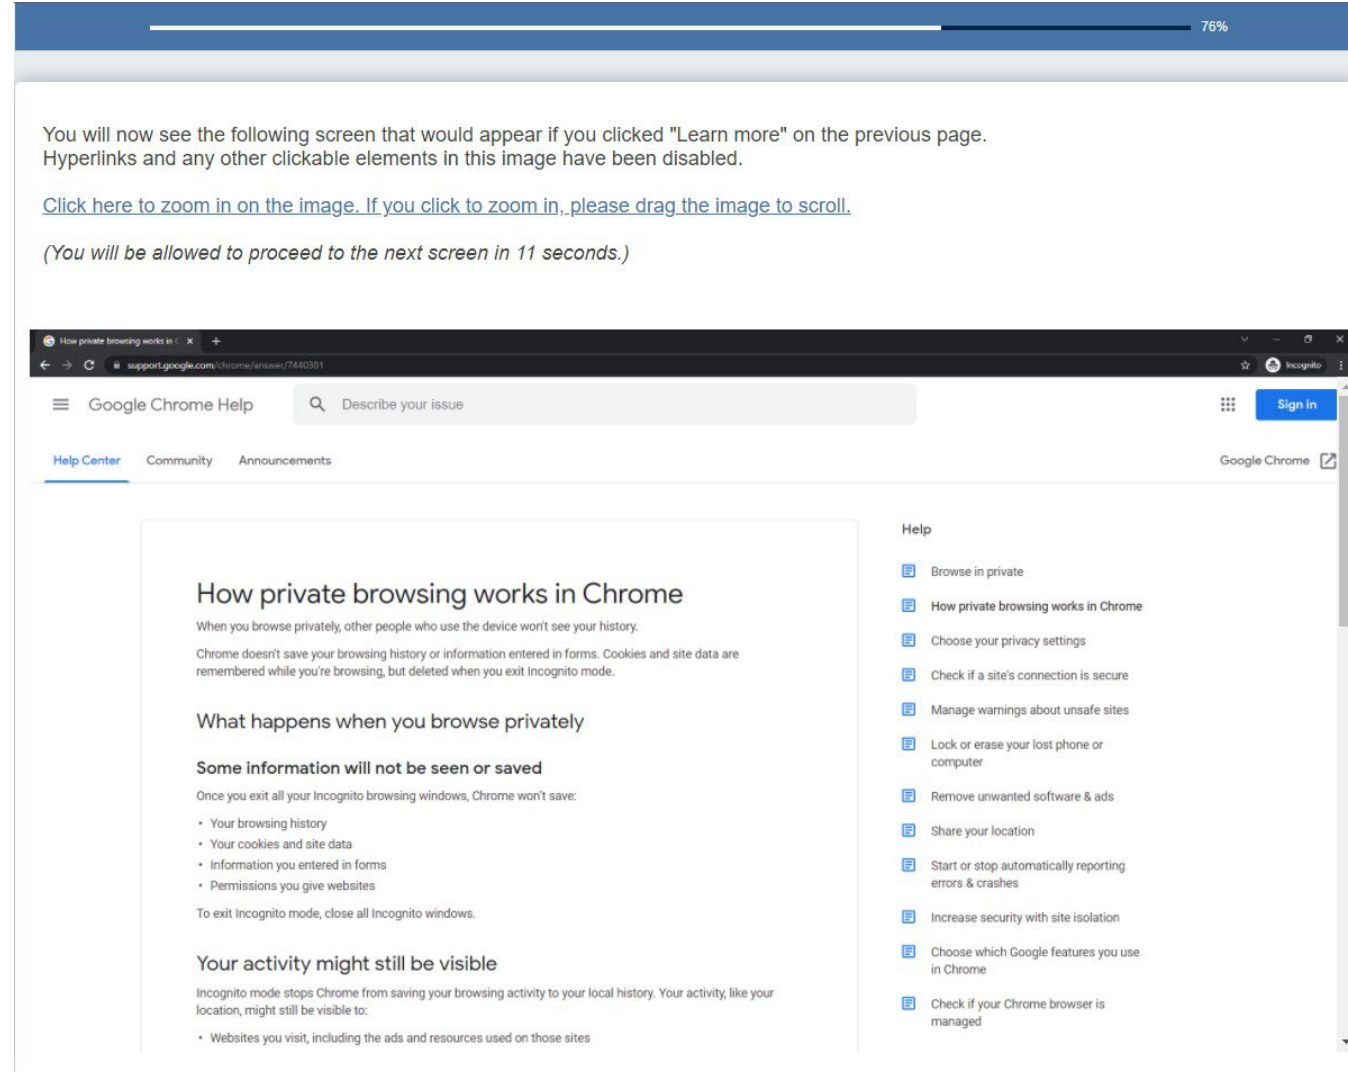 76%
You will now see the following screen that would appear if you clicked "Learn more" on the previous page.
Hyperlinks and any other clickable elements in this image have been disabled.
Click here to zoom in on the image. If you click to zoom in, please drag the image to scroll.
(You will be allowed to proceed to the next screen in 11 seconds.)
How private browsing works in C
support.google.com/chrome/answer/7440301
Incognito
Google Chrome Help
Describe your issue
Sign in
Help Center
Community
Announcements
Google Chrome
How private browsing works in Chrome
When you browse privately, other people who use the device won't see your history.
Chrome doesn't save your browsing history or information entered in forms. Cookies and site data are
remembered while you're browsing, but deleted when you exit Incognito mode.
What happens when you browse privately
Some information will not be seen or saved
Once you exit all your Incognito browsing windows, Chrome won't save:
• Your browsing history
• Your cookies and site data
• Information you entered in forms
• Permissions you give websites
To exit Incognito mode, close all Incognito windows.
Your activity might still be visible
Incognito mode stops Chrome from saving your browsing activity to your local history. Your activity, like your
location, might still be visible to:
• Websites you visit, including the ads and resources used on those sites
Help
Browse in private
How private browsing works in Chrome
Choose your privacy settings
Check if a site's connection is secure
Manage warnings about unsafe sites
Lock or erase your lost phone or
computer
Remove unwanted software & ads
Share your location
Start or stop automatically reporting
errors & crashes
Increase security with site isolation
Choose which Google features you use
in Chrome
Check if your Chrome browser is
managed